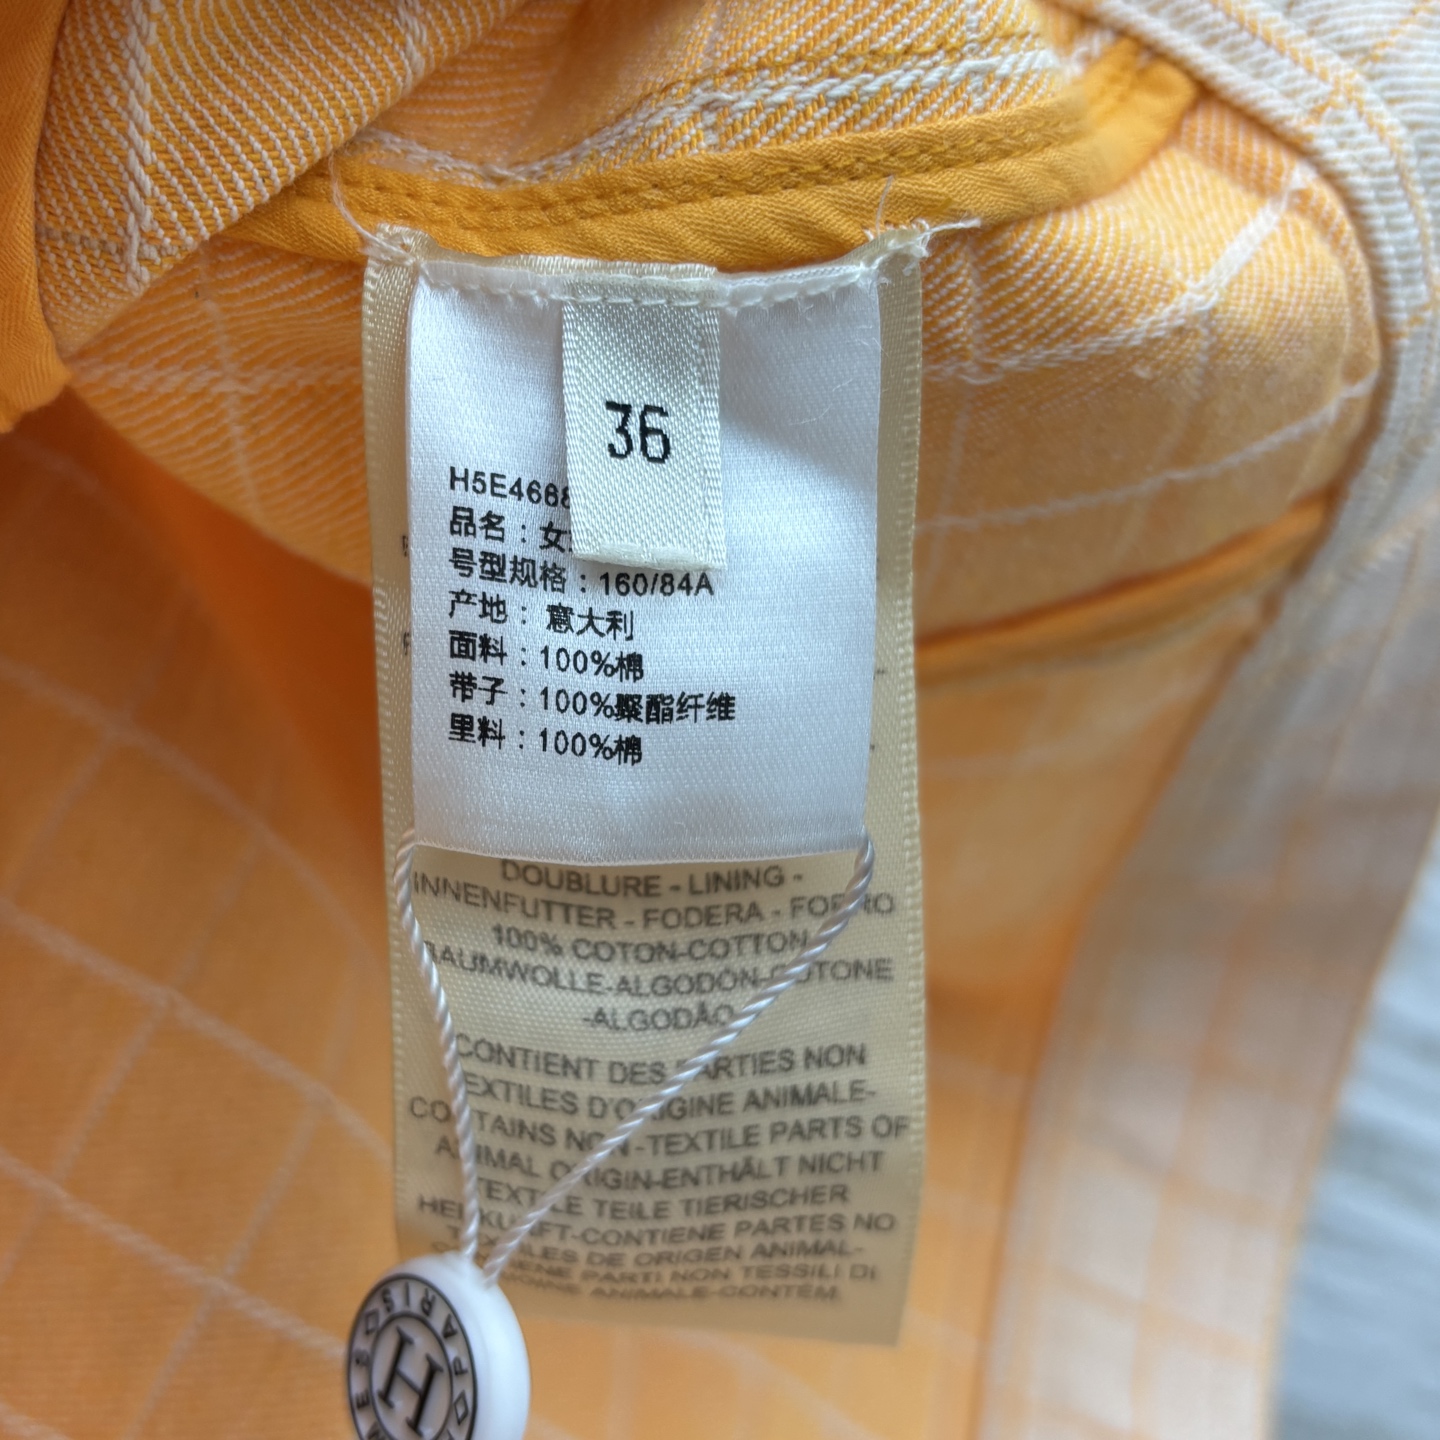 36
H5E468
品名：女
号型规格：160/84A
产地： 意大利
面料：100%棉
带子：100%聚酯纤维
里料：100%棉
DOUBLURE - LINING -
INNENFUTTER - FODERA - FORRO
100% COTON-COTTON
BAUMWOLLE-ALGODÓN-COTONE
-ALGODÃO
CONTIENT DES PARTIES NON
TEXTILES D'ORIGINE ANIMALE-
CONTAINS NON-TEXTILE PARTS OF
ANIMAL ORIGIN-ENTHÄLT NICHT
TEXTILE TEILE TIERISCHER
HERKUNFT-CONTIENE PARTES NO
TEXTILES DE ORIGEN ANIMAL-
CONTIENE PARTI NON TESSILI DI
ORIGINE ANIMALE-CONTÉM
H
PARIS